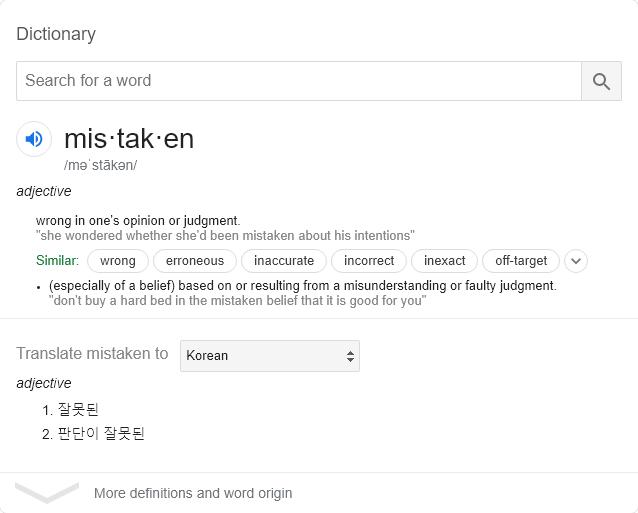 Dictionary
Search for a word
mis·tak·en
/məˈstākən/
adjective
wrong in one's opinion or judgment.
"she wondered whether she'd been mistaken about his intentions"
Similar: wrong erroneous inaccurate incorrect inexact off-target
• (especially of a belief) based on or resulting from a misunderstanding or faulty judgment.
"don't buy a hard bed in the mistaken belief that it is good for you"
Translate mistaken to Korean
adjective
1. 잘못된
2. 판단이 잘못된
More definitions and word origin